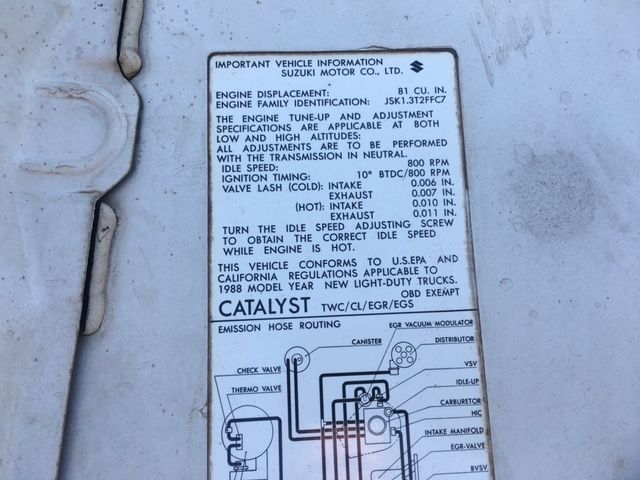 IMPORTANT VEHICLE INFORMATION
SUZUKI MOTOR CO., LTD.
ENGINE DISPLACEMENT: 81 CU. IN.
ENGINE FAMILY IDENTIFICATION: JSK1.3T2FFC7
THE ENGINE TUNE-UP AND ADJUSTMENT
SPECIFICATIONS ARE APPLICABLE AT BOTH
LOW AND HIGH ALTITUDES:
ALL ADJUSTMENTS ARE TO BE PERFORMED
WITH THE TRANSMISSION IN NEUTRAL.
IDLE SPEED: 800 RPM
IGNITION TIMING: 10° BTDC/800 RPM
VALVE LASH (COLD): INTAKE 0.006 IN.
EXHAUST 0.007 IN.
(HOT): INTAKE 0.010 IN.
EXHAUST 0.011 IN.
TURN THE IDLE SPEED ADJUSTING SCREW
TO OBTAIN THE CORRECT IDLE SPEED
WHILE ENGINE IS HOT.
THIS VEHICLE CONFORMS TO U.S.EPA AND
CALIFORNIA REGULATIONS APPLICABLE TO
1988 MODEL YEAR NEW LIGHT-DUTY TRUCKS.
OBD EXEMPT
CATALYST TWC/CL/EGR/EGS
EMISSION HOSE ROUTING
EGR VACUUM MODULATOR
CANISTER
DISTRIBUTOR
CHECK VALVE
VSV
THERMO VALVE
IDLE-UP
CARBURETOR
HIC
INTAKE MANIFOLD
EGR-VALVE
BVSV